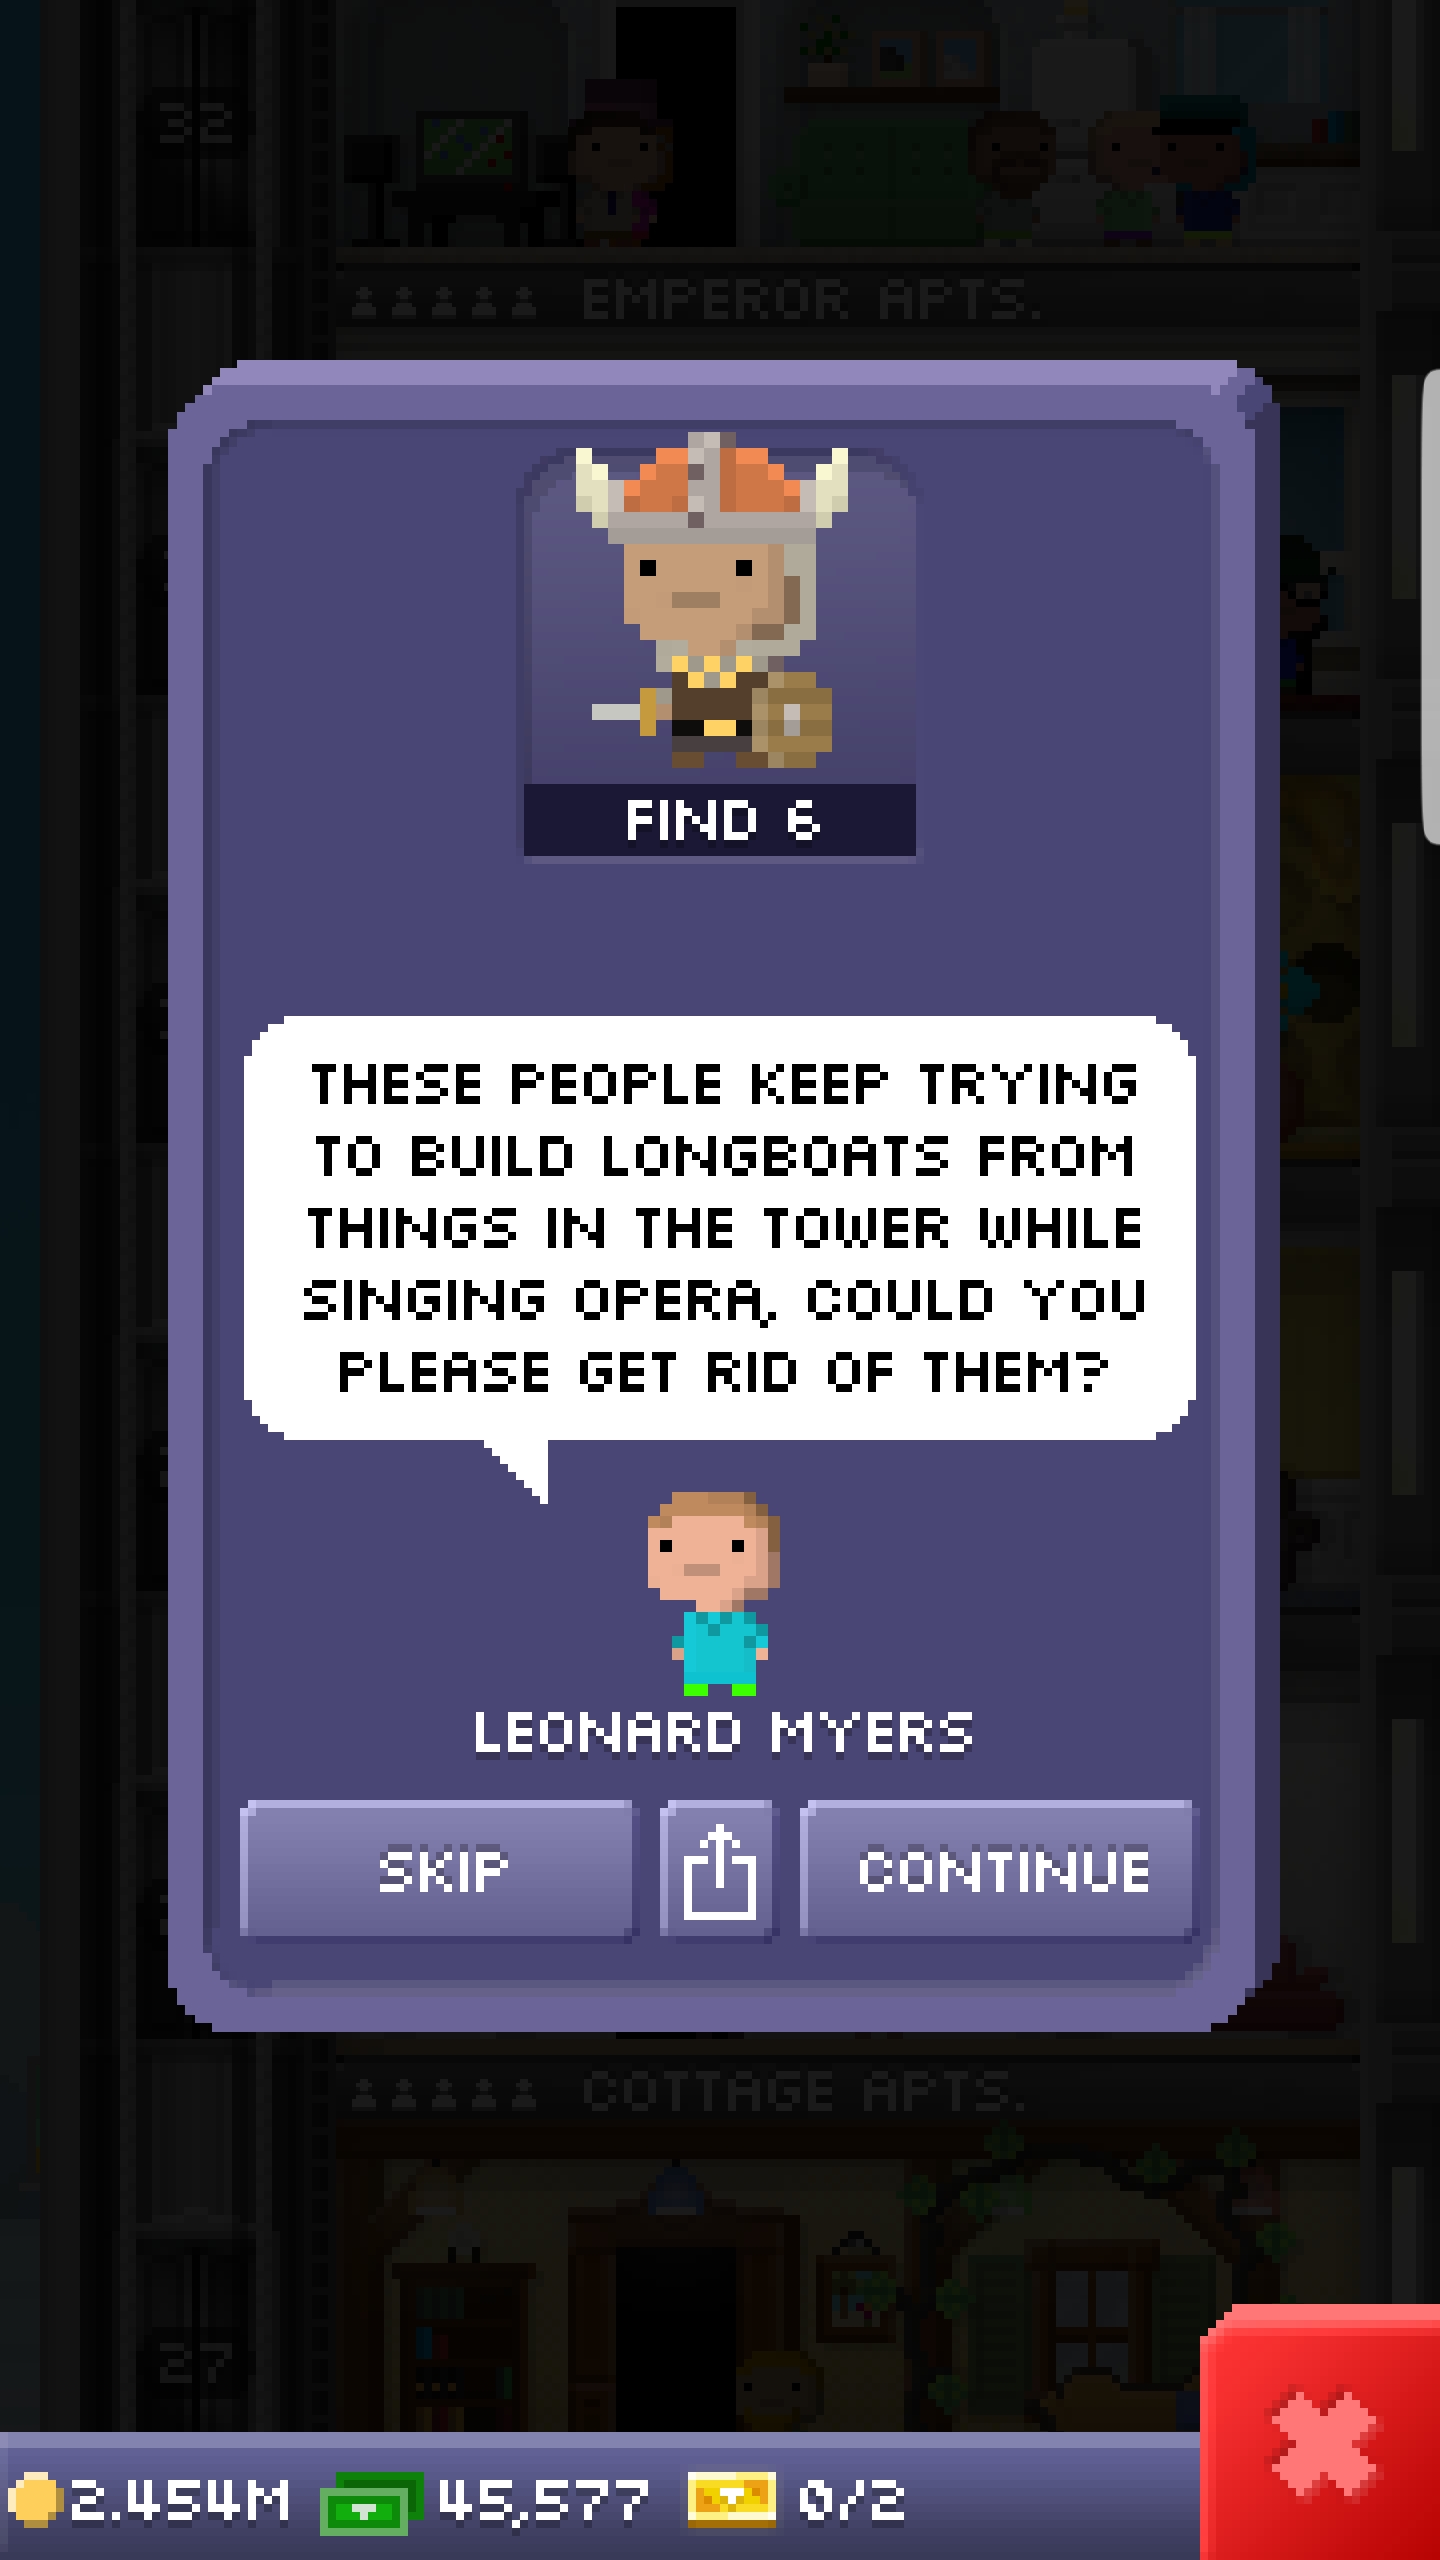 32
EMPEROR APTS.
FIND 6
THESE PEOPLE KEEP TRYING
TO BUILD LONGBOATS FROM
THINGS IN THE TOWER WHILE
SINGING OPERA, COULD YOU
PLEASE GET RID OF THEM?
LEONARD MYERS
SKIP
CONTINUE
COTTAGE APTS.
27
2.454M 45,577 0/2